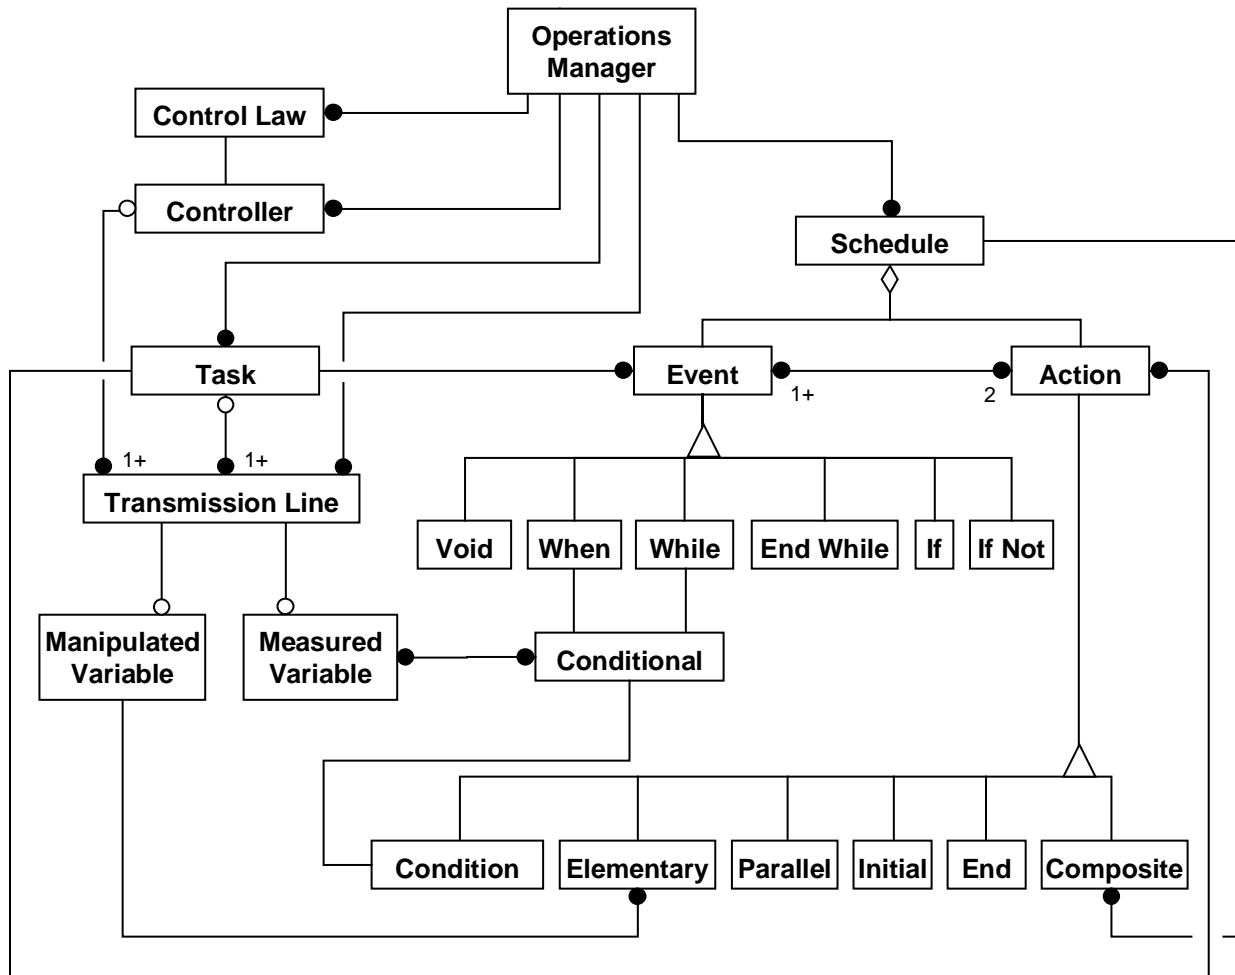 Operations
Manager
Control Law
Controller
Schedule
Task
Event
Action
1+
2
1+
1+
Transmission Line
Void
When
While
End While
If
If Not
Manipulated
Variable
Measured
Variable
Conditional
Condition
Elementary
Parallel
Initial
End
Composite